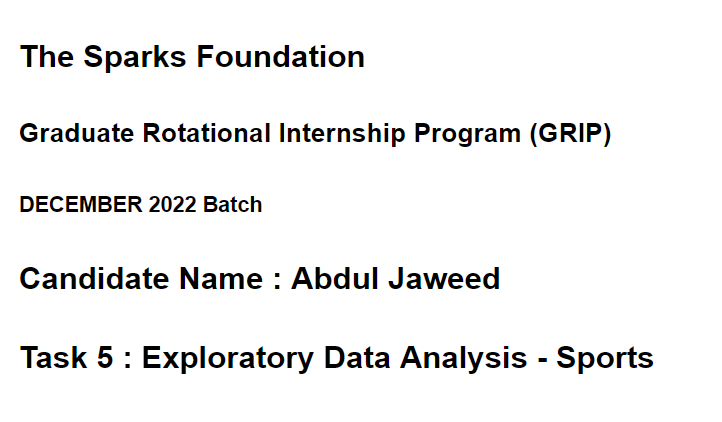 The Sparks Foundation
Graduate Rotational Internship Program (GRIP)
DECEMBER 2022 Batch
Candidate Name : Abdul Jaweed
Task 5 : Exploratory Data Analysis - Sports